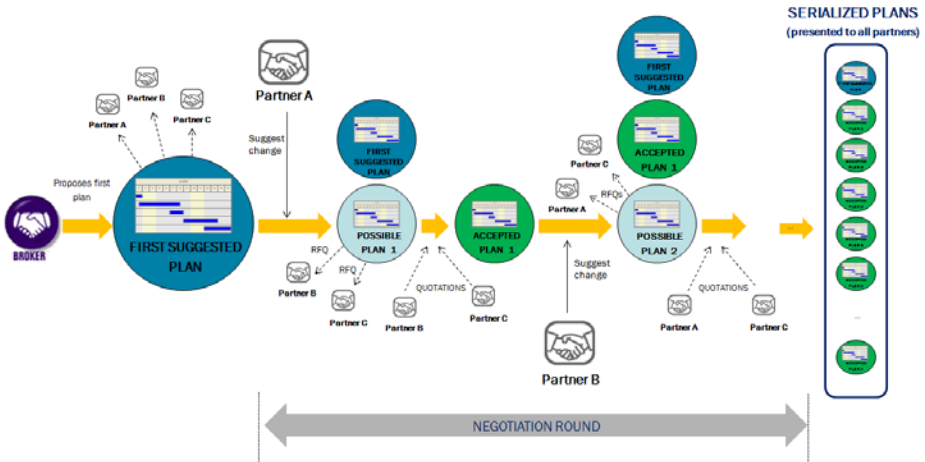 SERIALIZED PLANS
(presented to all partners)
Partner A
Partner B
Partner C
Partner A
Suggest
change
Proposes first
plan
BROKER
FIRST SUGGESTED
PLAN
FIRST
SUGGESTED
PLAN
POSSIBLE
PLAN 1
RFQ
RFQ
Partner B
Partner C
ACCEPTED
PLAN 1
QUOTATIONS
Partner B
Partner C
FIRST
SUGGESTED
PLAN
ACCEPTED
PLAN 1
Partner C
RFQs
Partner A
POSSIBLE
PLAN 2
Suggest
change
Partner B
QUOTATIONS
Partner A
Partner C
NEGOTIATION ROUND